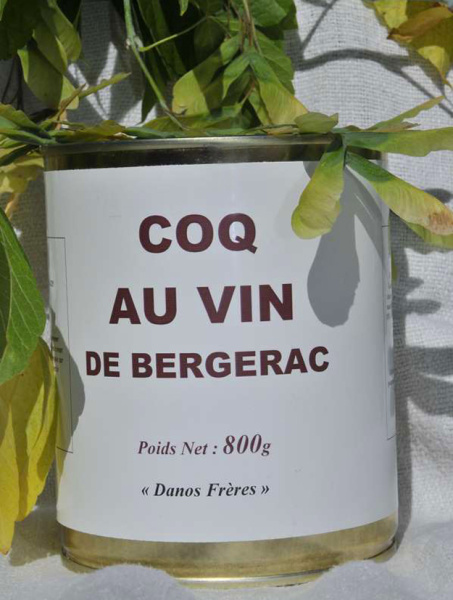 COQ
AU VIN
DE BERGERAC
Poids Net : 800g
« Danos Frères »